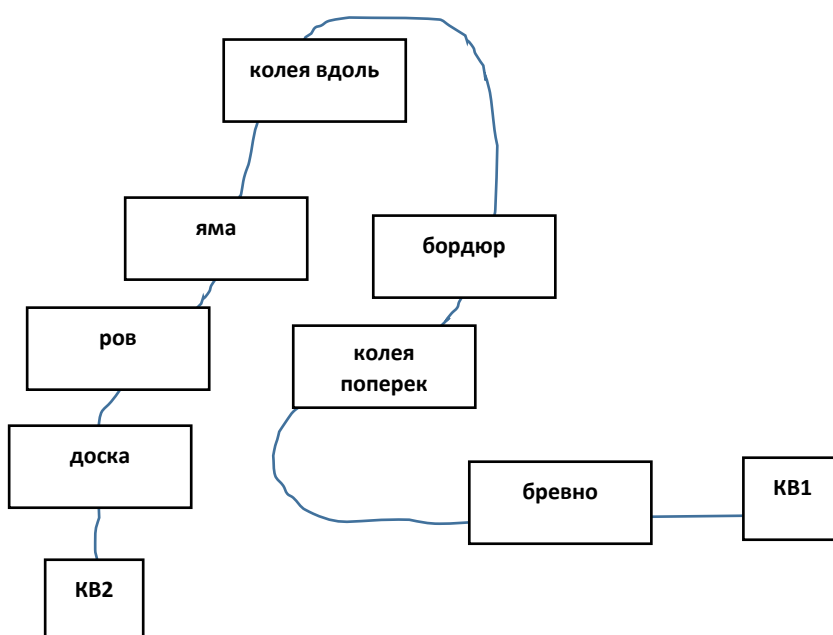 колея вдоль
яма
бордюр
ров
колея
поперек
доска
бревно
КВ1
КВ2